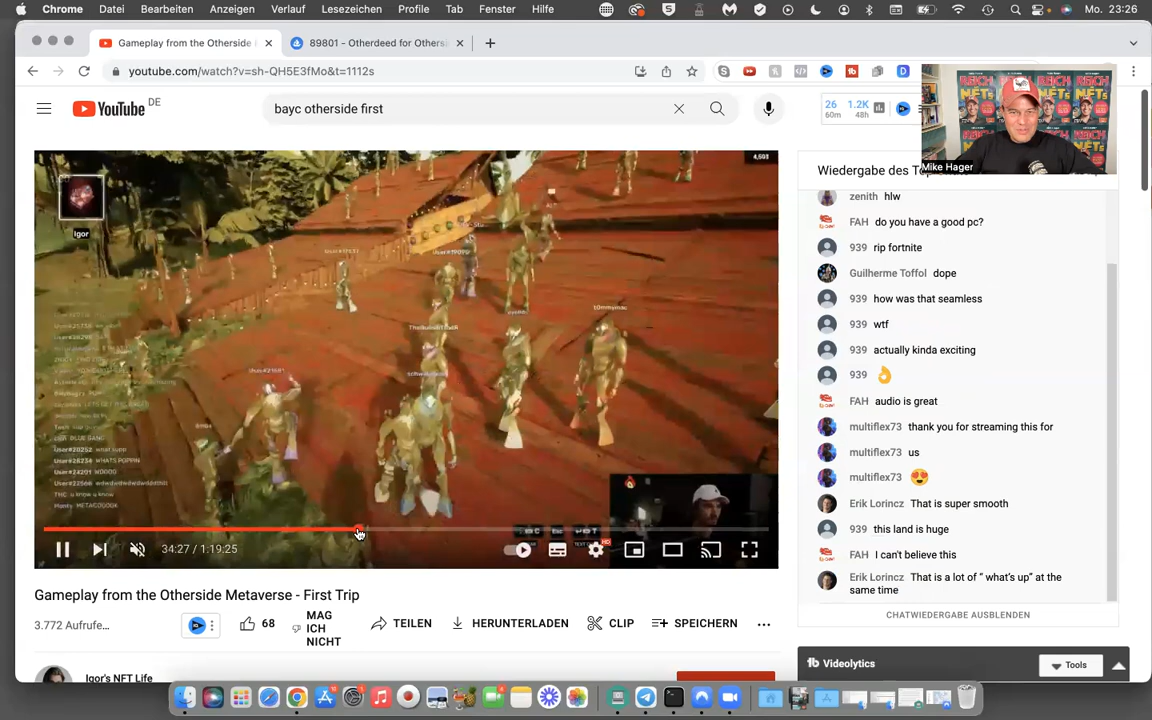 Chrome Datei Bearbeiten Anzeigen Verlauf Lesezeichen Profile Tab Fenster Hilfe Mo. 23:26
Gameplay from the Otherside 89801 - Otherdeed for Others
youtube.com/watch?v=sh-QH5E3fMo&t=1112s
YouTube DE
bayc otherside first
26 60m 1.2K 48h
REICH
NFTs
Mike Hager
Wiedergabe des
Igor
zenith hlw
FAH do you have a good pc?
939 rip fortnite
Guilherme Toffol dope
939 how was that seamless
939 wtf
939 actually kinda exciting
939 👌
FAH audio is great
multiflex73 thank you for streaming this for
multiflex73 us
multiflex73 😍
Erik Lorincz That is super smooth
939 this land is huge
FAH I can't believe this
Erik Lorincz That is a lot of " what's up" at the
same time
CHATWIEDERGABE AUSBLENDEN
34:27 / 1:19:25
HD
Gameplay from the Otherside Metaverse - First Trip
3.772 Aufrufe...
68
MAG
ICH
NICHT
TEILEN
HERUNTERLADEN
CLIP
SPEICHERN
Igor's NFT Life
Videolytics
Tools